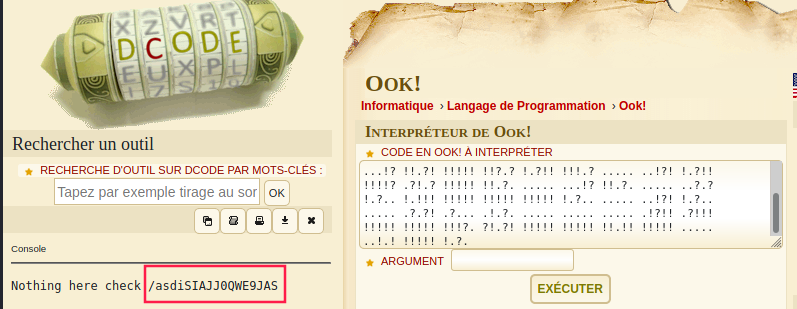 X Z V R T
D C O D E
E U X P L
OOK!
Informatique › Langage de Programmation › Ook!
Rechercher un outil
RECHERCHE D'OUTIL SUR DCODE PAR MOTS-CLÉS :
Tapez par exemple tirage au sor
OK
Console
Nothing here check /asdiSIAJJ0QWE9JAS
INTERPRÉTEUR DE OOK!
CODE EN OOK! À INTERPRÉTER
...!? !!.?! !!!!! !!?.? !.?!! !!!.? ..... ..!?! !.?!!
!!!!? .?!.? !!!!! !!.?. ..... ...!? !!.?. ..... ..?.?
!.?.. !.!!! !!!!! !!!!! !!!!! !.?.. ..... ..!?! !.?..
..... .?.?! .?... .!.?. ..... ..... ..... .!?!! .?!!!
!!!!! !!!!! !!!?. ?!.?! !!!!! !!!!! !!.!! !!!!! .....
..!.! !!!!! !.?.
ARGUMENT
EXÉCUTER